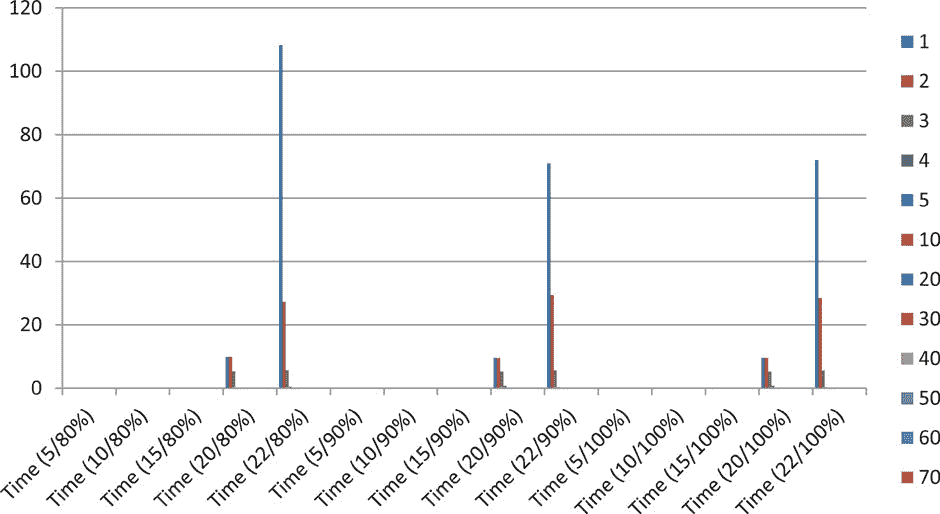 120
100
80
60
40
20
0
Time (5/80%)
Time (10/80%)
Time (15/80%)
Time (20/80%)
Time (22/80%)
Time (5/90%)
Time (10/90%)
Time (15/90%)
Time (20/90%)
Time (22/90%)
Time (5/100%)
Time (10/100%)
Time (15/100%)
Time (20/100%)
Time (22/100%)
1
2
3
4
5
10
20
30
40
50
60
70